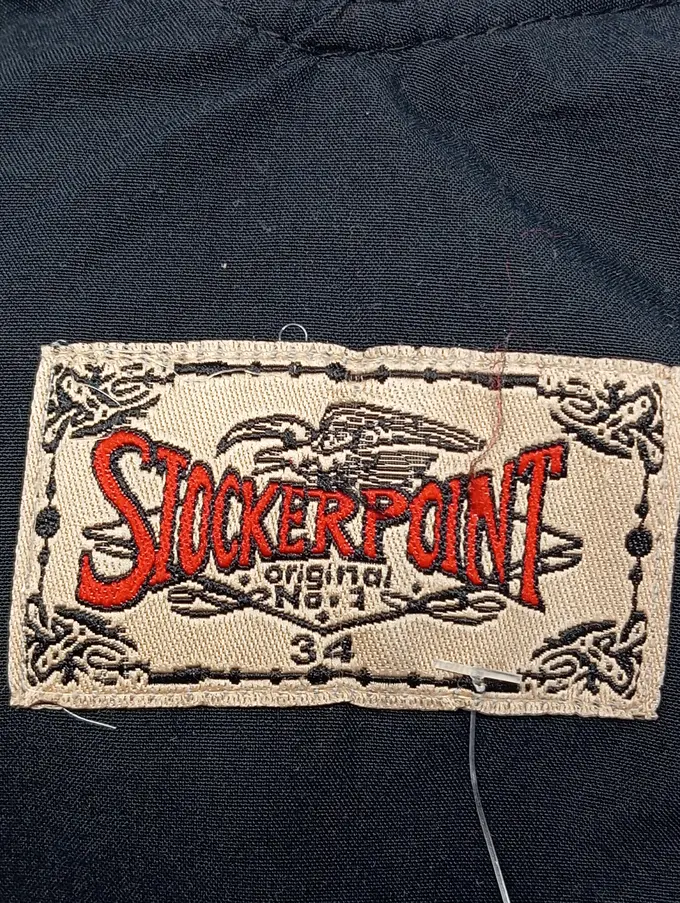 STOCKERPOINT
original
No. 1
34